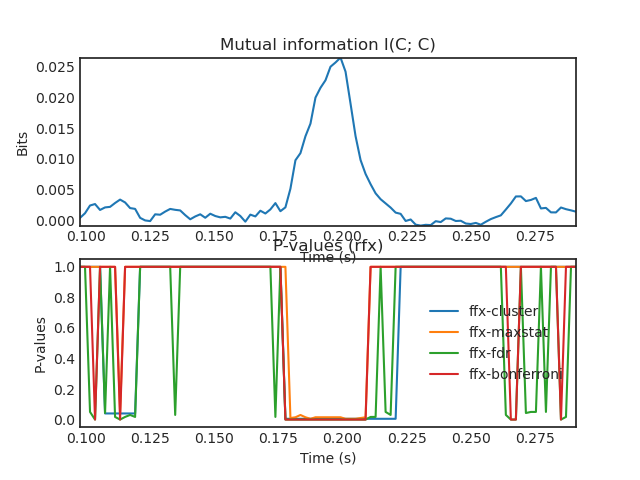 Mutual information I(C; C)
0.025
0.020
0.015
0.010
0.005
0.000
Bits
0.100 0.125 0.150 0.175 0.200 0.225 0.250 0.275
Time (s)
P-values (rfx)
1.0
0.8
0.6
0.4
0.2
0.0
P-values
ffx-cluster
ffx-maxstat
ffx-fdr
ffx-bonferroni
0.100 0.125 0.150 0.175 0.200 0.225 0.250 0.275
Time (s)